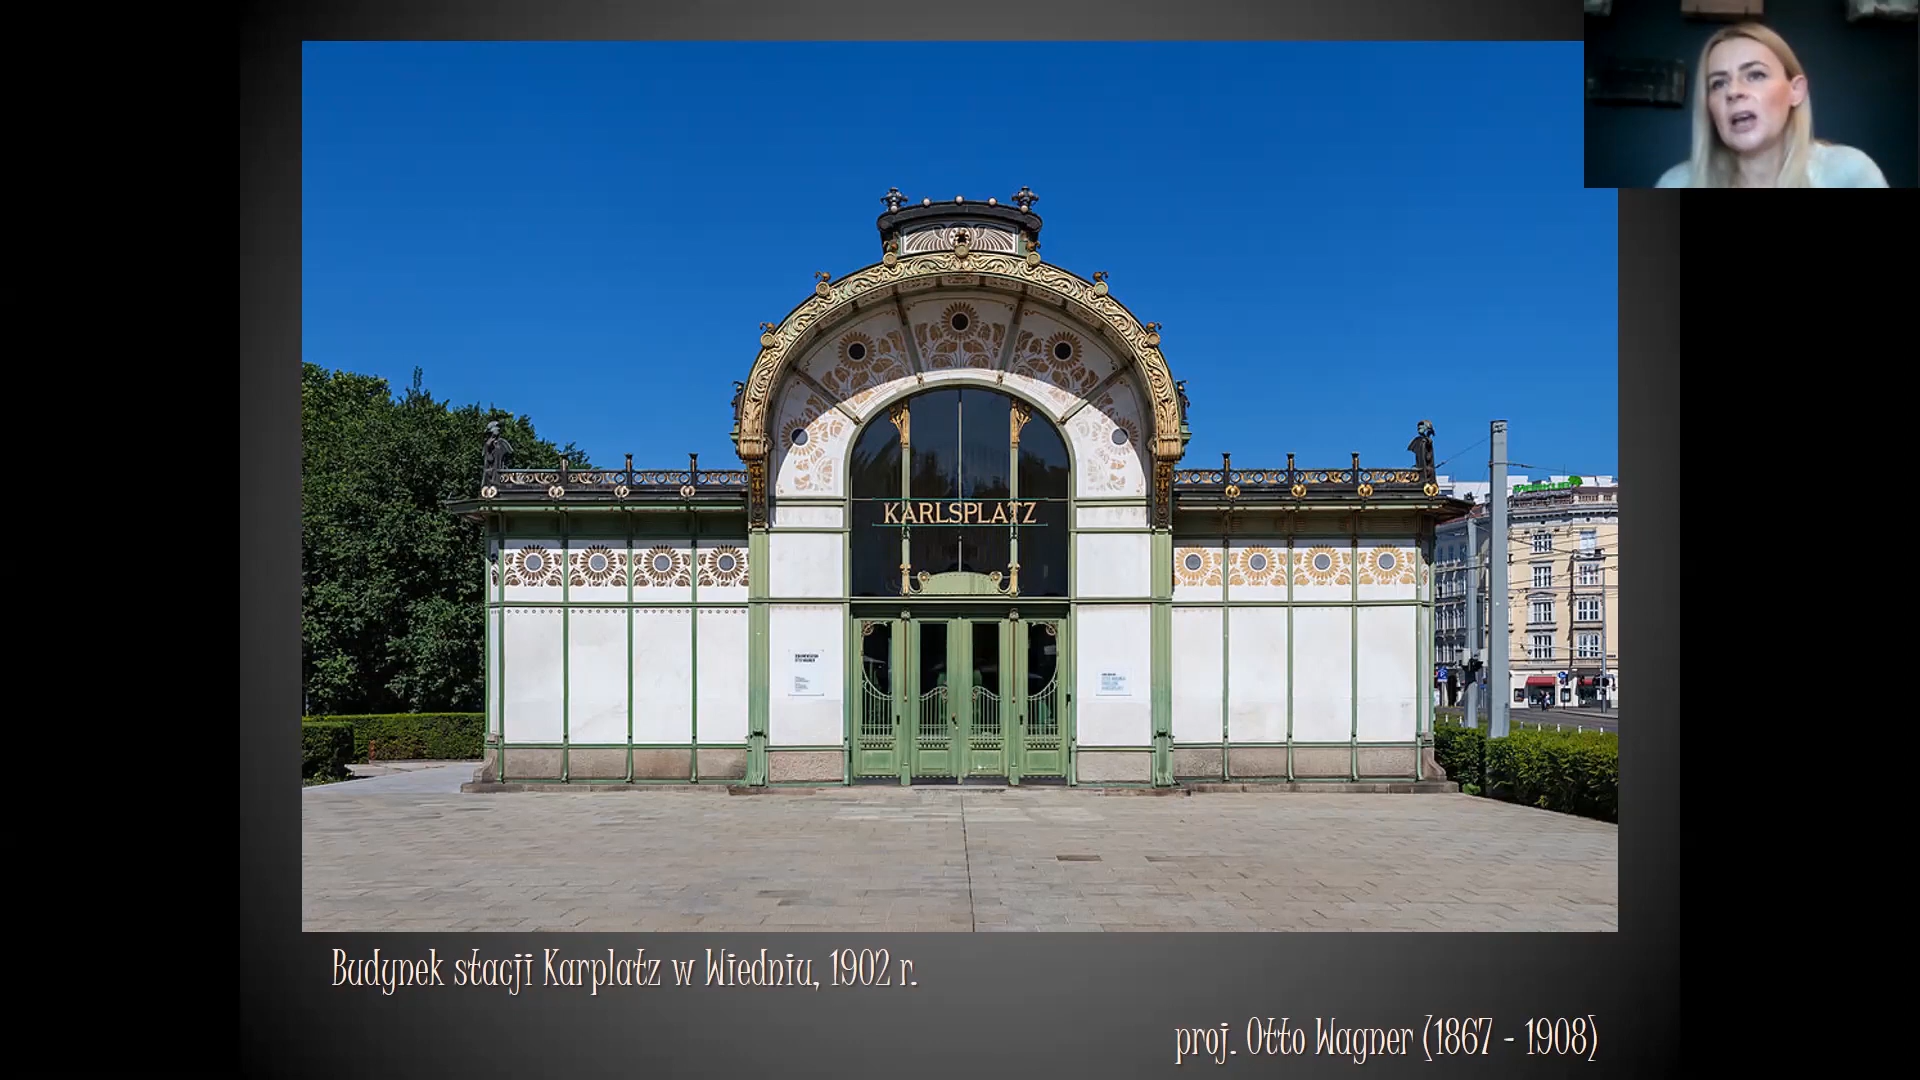 KARLSPLATZ
Budynek stacji Karplatz w Wiedniu, 1902 r.
proj. Otto Wagner (1867 - 1908)